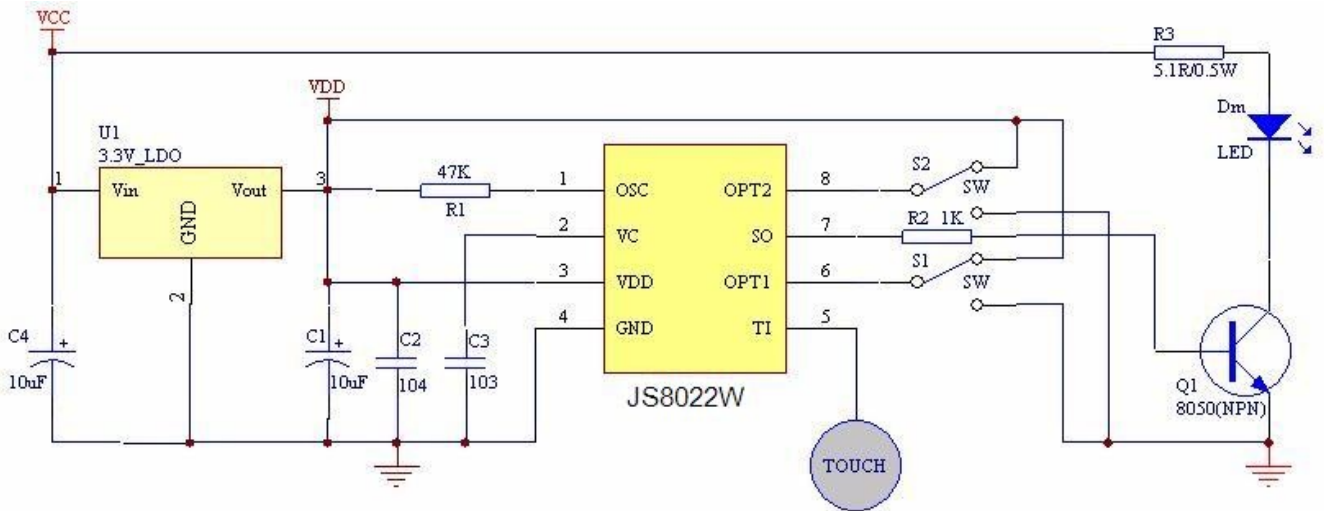 VCC
R3
5.1R/0.5W
VDD
Dm
LED
U1
3.3V_LDO
1 Vin Vout 3
GND
2
47K
R1
1 OSC OPT2 8
2 VC SO 7
3 VDD OPT1 6
4 GND TI 5
JS8022W
S2
SW
R2 1K
S1
SW
C4
+
10uF
C1
+
10uF
C2
104
C3
103
Q1
8050(NPN)
TOUCH